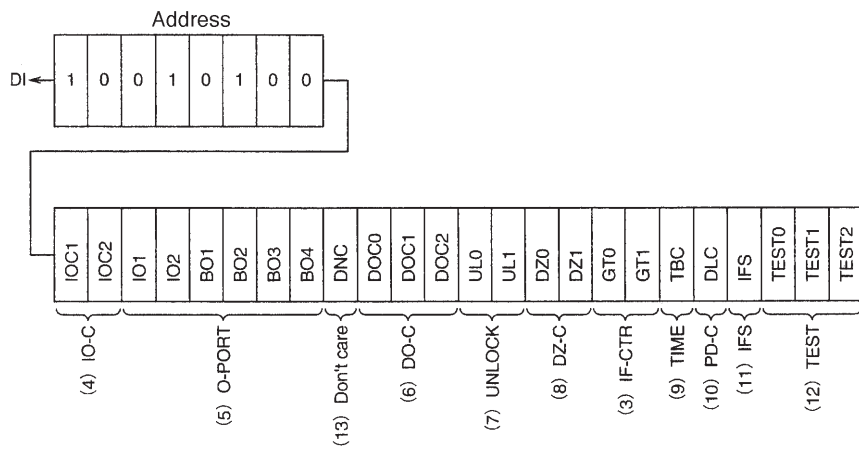 Address
DI 1 0 0 1 0 1 0 0
IOC1 IOC2 IO1 IO2 BO1 BO2 BO3 BO4 DNC DOC0 DOC1 DOC2 UL0 UL1 DZ0 DZ1 GT0 GT1 TBC DLC IFS TEST0 TEST1 TEST2
(4) IO-C
(5) O-PORT
(13) Don't care
(6) DO-C
(7) UNLOCK
(8) DZ-C
(3) IF-CTR
(9) TIME
(10) PD-C
(11) IFS
(12) TEST